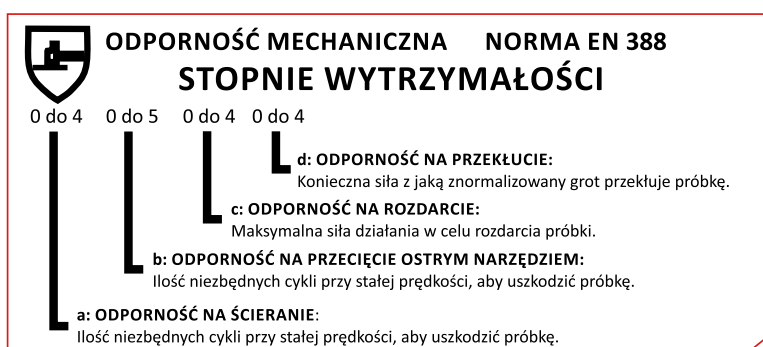 ODPORNOŚĆ MECHANICZNA NORMA EN 388
STOPNIE WYTRZYMAŁOŚCI
0 do 4 0 do 5 0 do 4 0 do 4
d: ODPORNOŚĆ NA PRZEKŁUCIE:
Konieczna siła z jaką znormalizowany grot przekłuje próbkę.
c: ODPORNOŚĆ NA ROZDARCIE:
Maksymalna siła działania w celu rozdarcia próbki.
b: ODPORNOŚĆ NA PRZECIĘCIE OSTRYM NARZĘDZIEM:
Ilość niezbędnych cykli przy stałej prędkości, aby uszkodzić próbkę.
a: ODPORNOŚĆ NA ŚCIERANIE:
Ilość niezbędnych cykli przy stałej prędkości, aby uszkodzić próbkę.